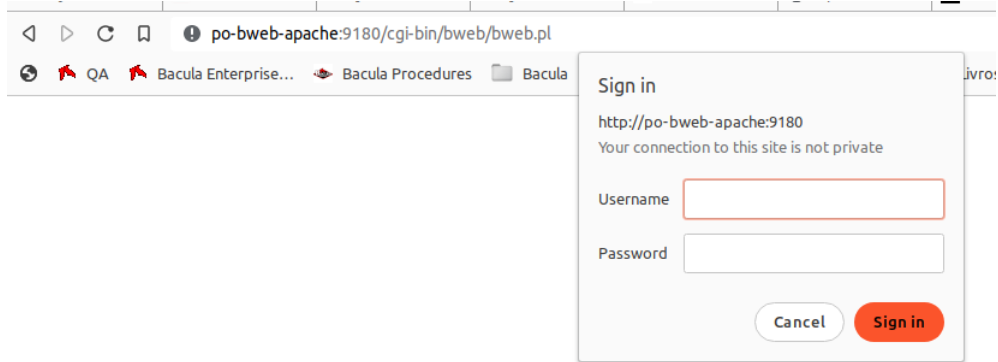 po-bweb-apache:9180/cgi-bin/bweb/bweb.pl
QA Bacula Enterprise... Bacula Procedures Bacula Livros
Sign in
http://po-bweb-apache:9180
Your connection to this site is not private
Username
Password
Cancel Sign in